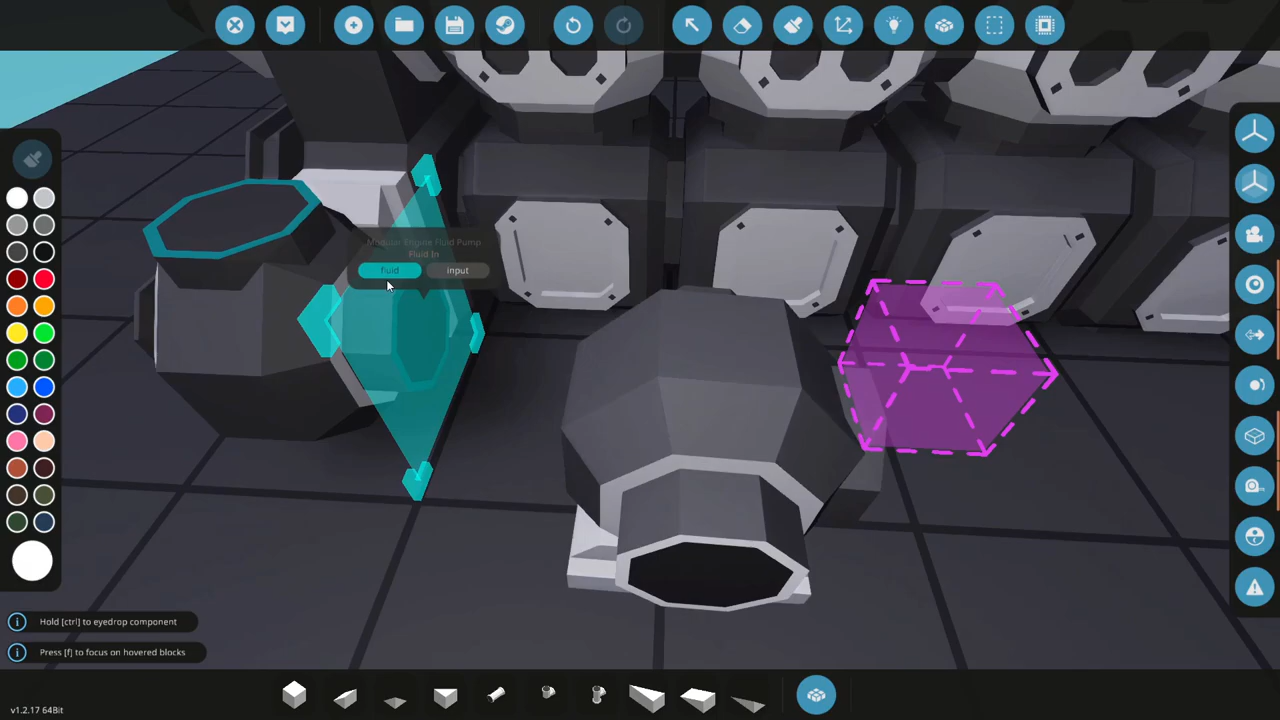 Modular Engine Fluid Pump
Fluid In
fluid input
Hold [ctrl] to eyedrop component
Press [f] to focus on hovered blocks
v1.2.17 64Bit